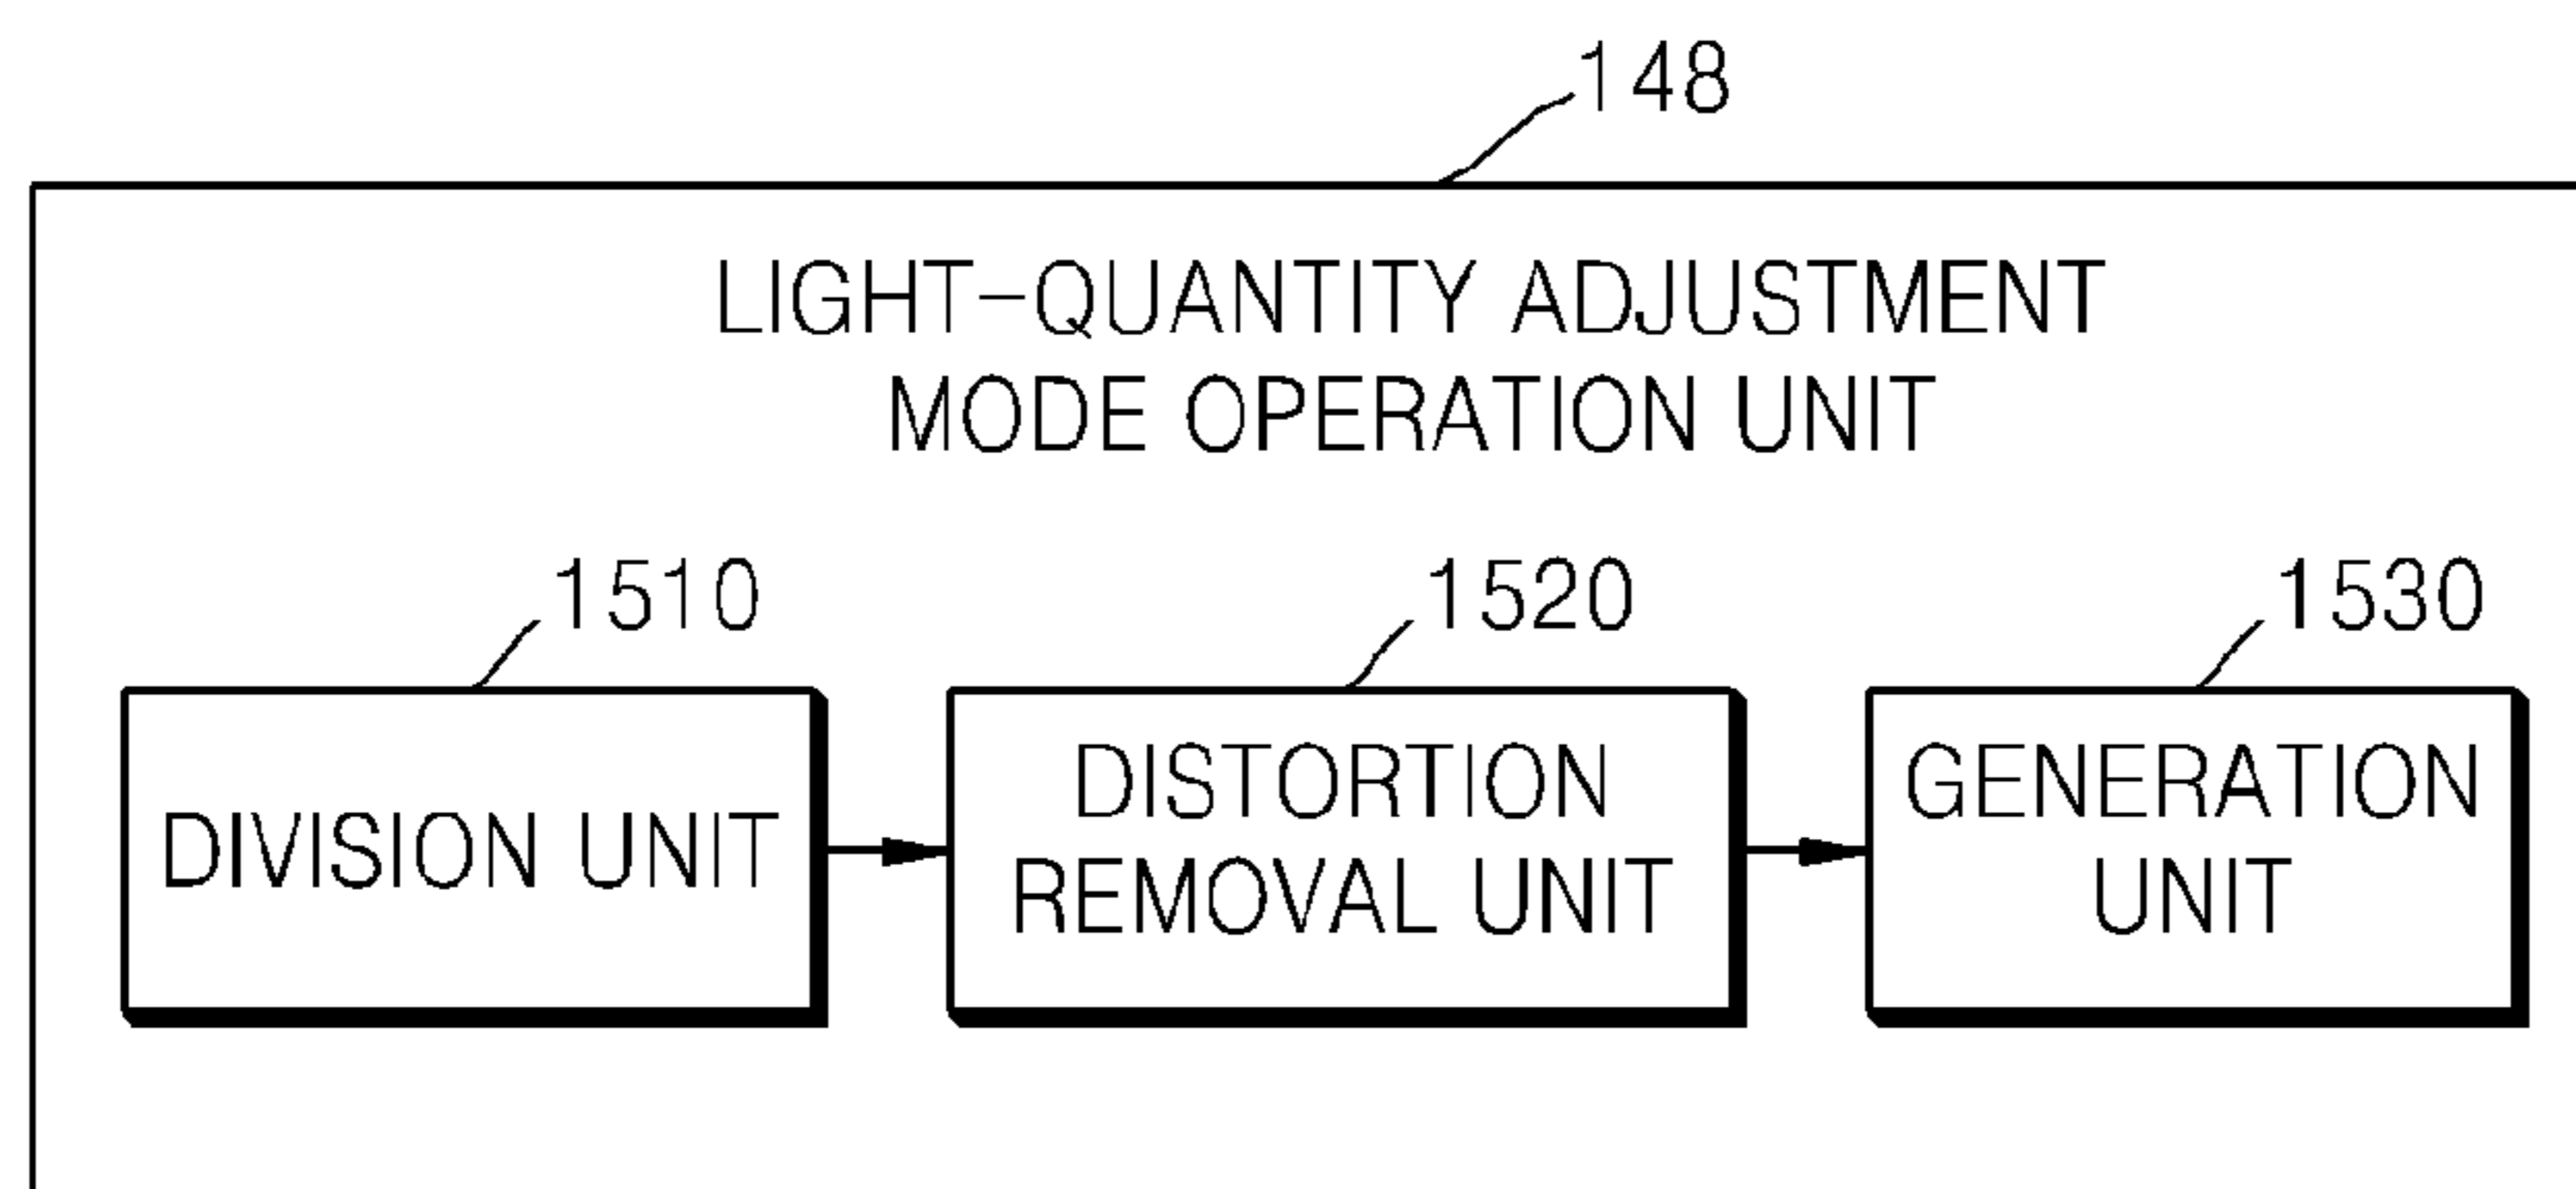 148
LIGHT-QUANTITY ADJUSTMENT
MODE OPERATION UNIT
1510
1520
1530
DIVISION UNIT
DISTORTION
REMOVAL UNIT
GENERATION
UNIT